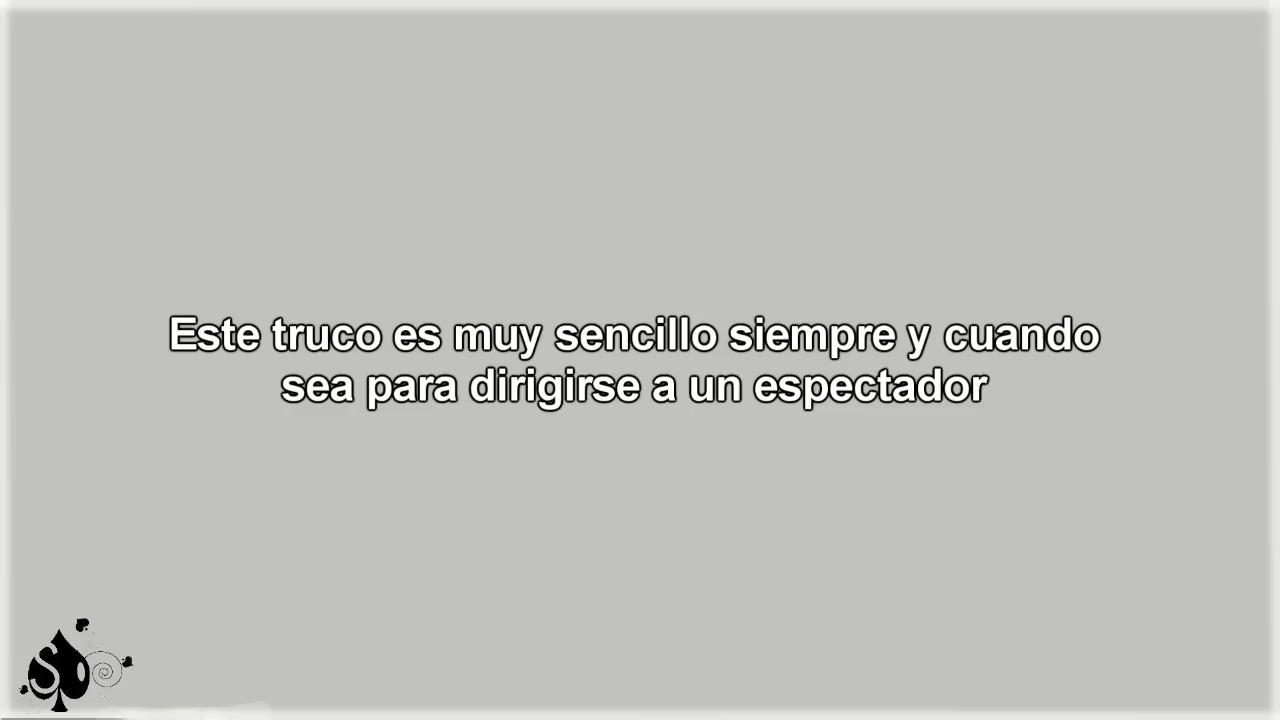 Este truco es muy sencillo siempre y cuando
sea para dirigirse a un espectador